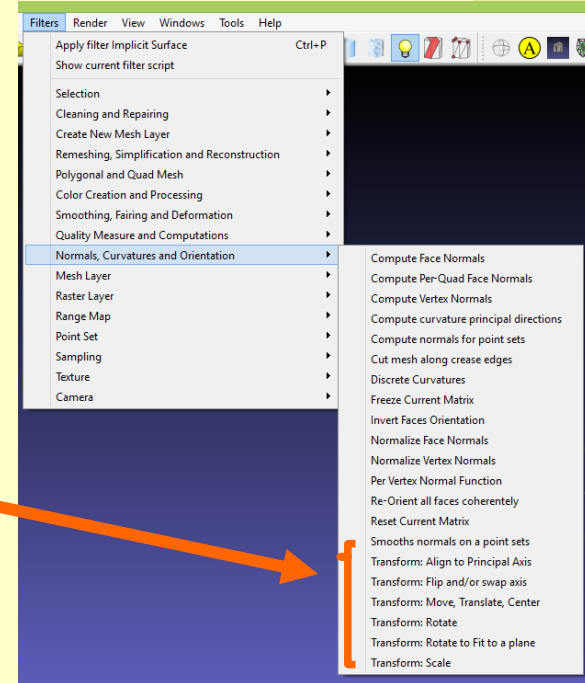 Filters Render View Windows Tools Help
Apply filter Implicit Surface Ctrl+P
Show current filter script
Selection
Cleaning and Repairing
Create New Mesh Layer
Remeshing, Simplification and Reconstruction
Polygonal and Quad Mesh
Color Creation and Processing
Smoothing, Fairing and Deformation
Quality Measure and Computations
Normals, Curvatures and Orientation
Mesh Layer
Raster Layer
Range Map
Point Set
Sampling
Texture
Camera
Compute Face Normals
Compute Per-Quad Face Normals
Compute Vertex Normals
Compute curvature principal directions
Compute normals for point sets
Cut mesh along crease edges
Discrete Curvatures
Freeze Current Matrix
Invert Faces Orientation
Normalize Face Normals
Normalize Vertex Normals
Per Vertex Normal Function
Re-Orient all faces coherently
Reset Current Matrix
Smooths normals on a point sets
Transform: Align to Principal Axis
Transform: Flip and/or swap axis
Transform: Move, Translate, Center
Transform: Rotate
Transform: Rotate to Fit to a plane
Transform: Scale
A